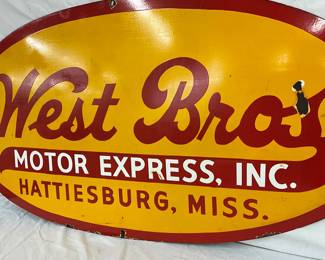 West Bros
MOTOR EXPRESS, INC.
HATTIESBURG, MISS.